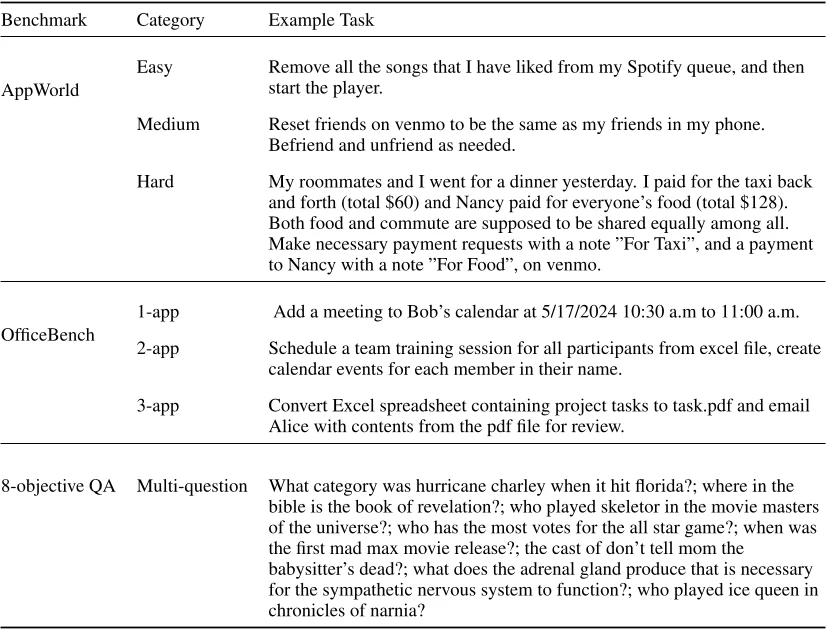 Benchmark Category Example Task
Easy Remove all the songs that I have liked from my Spotify queue, and then
AppWorld start the player.
Medium Reset friends on venmo to be the same as my friends in my phone.
Befriend and unfriend as needed.
Hard My roommates and I went for a dinner yesterday. I paid for the taxi back
and forth (total $60) and Nancy paid for everyone’s food (total $128).
Both food and commute are supposed to be shared equally among all.
Make necessary payment requests with a note ”For Taxi”, and a payment
to Nancy with a note ”For Food”, on venmo.
1-app Add a meeting to Bob’s calendar at 5/17/2024 10:30 a.m to 11:00 a.m.
OfficeBench
2-app Schedule a team training session for all participants from excel file, create
calendar events for each member in their name.
3-app Convert Excel spreadsheet containing project tasks to task.pdf and email
Alice with contents from the pdf file for review.
8-objective QA Multi-question What category was hurricane charley when it hit florida?; where in the
bible is the book of revelation?; who played skeletor in the movie masters
of the universe?; who has the most votes for the all star game?; when was
the first mad max movie release?; the cast of don’t tell mom the
babysitter’s dead?; what does the adrenal gland produce that is necessary
for the sympathetic nervous system to function?; who played ice queen in
chronicles of narnia?